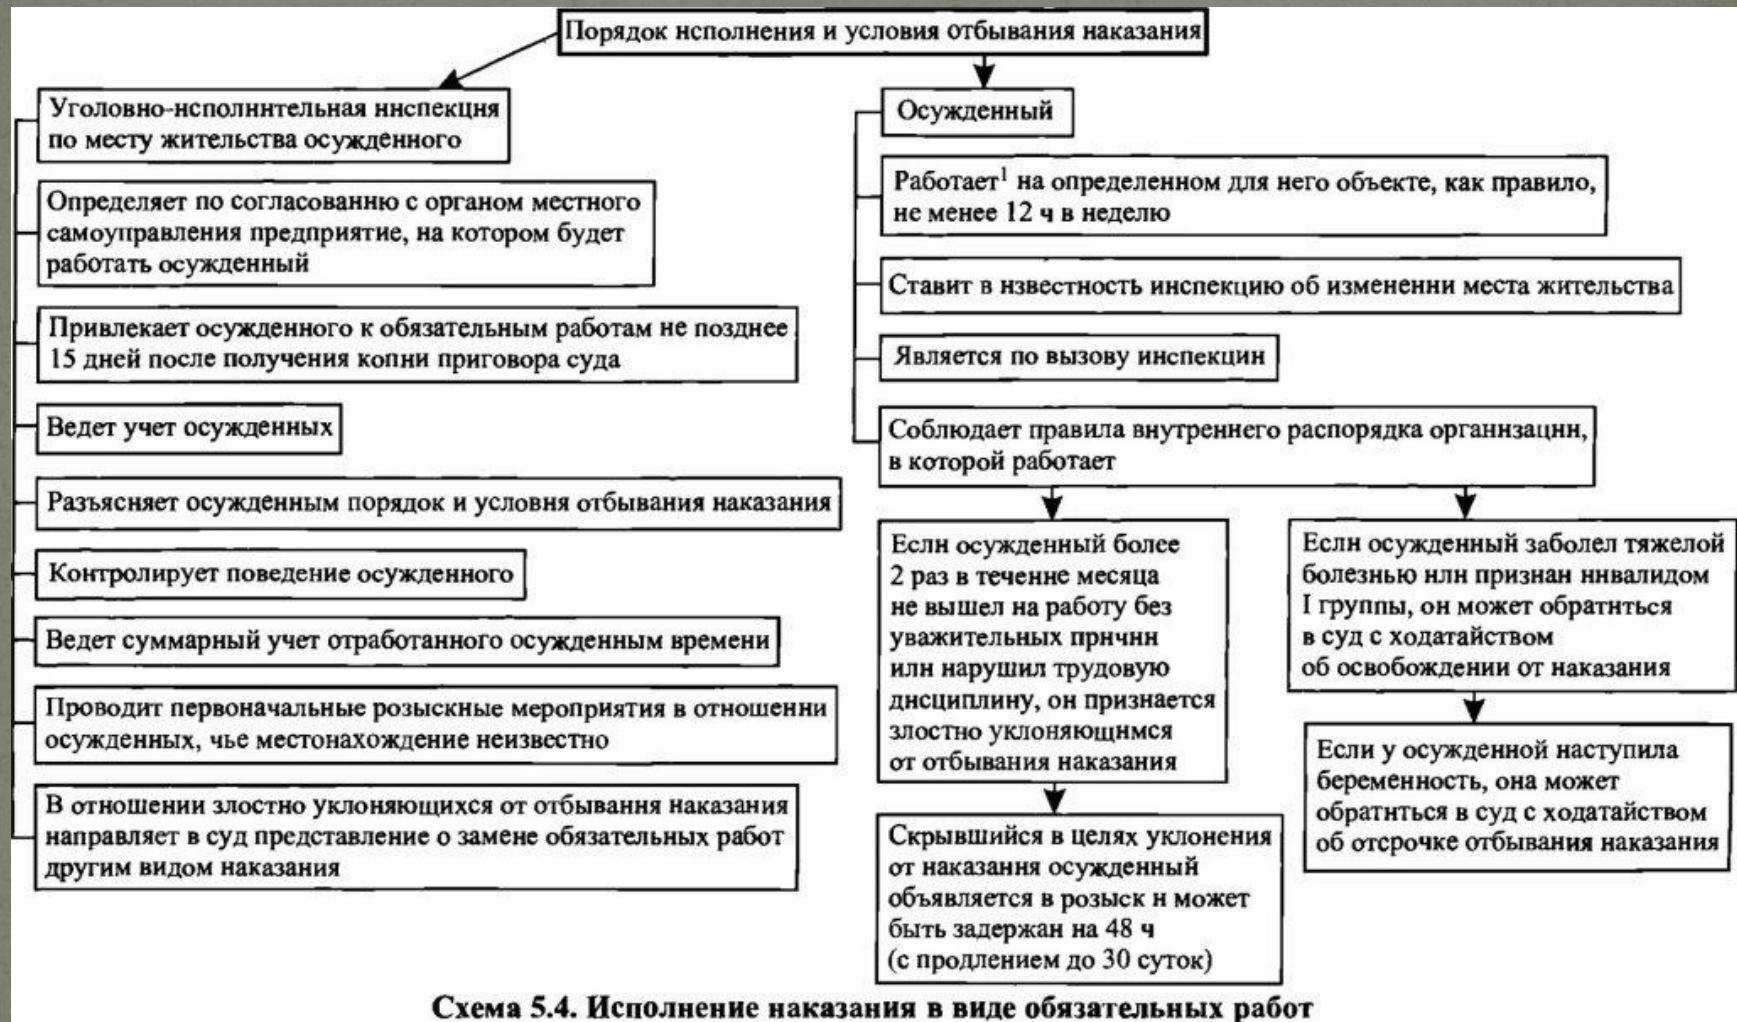 Порядок исполнения и условия отбывания наказания
Уголовно-исполнительная инспекция
по месту жительства осужденного
Определяет по согласованию с органом местного
самоуправления предприятие, на котором будет
работать осужденный
Привлекает осужденного к обязательным работам не позднее
15 дней после получения копии приговора суда
Ведет учет осужденных
Разъясняет осужденным порядок и условия отбывания наказания
Контролирует поведение осужденного
Ведет суммарный учет отработанного осужденным времени
Проводит первоначальные розыскные мероприятия в отношении
осужденных, чье местонахождение неизвестно
В отношении злостно уклоняющихся от отбывания наказания
направляет в суд представление о замене обязательных работ
другим видом наказания
Осужденный
Работает¹ на определенном для него объекте, как правило,
не менее 12 ч в неделю
Ставит в известность инспекцию об изменении места жительства
Является по вызову инспекции
Соблюдает правила внутреннего распорядка организации,
в которой работает
Если осужденный более
2 раз в течение месяца
не вышел на работу без
уважительных причин
или нарушил трудовую
дисциплину, он признается
злостно уклоняющимся
от отбывания наказания
Скрывшийся в целях уклонения
от наказания осужденный
объявляется в розыск и может
быть задержан на 48 ч
(с продлением до 30 суток)
Если осужденный заболел тяжелой
болезнью или признан инвалидом
I группы, он может обратиться
в суд с ходатайством
об освобождении от наказания
Если у осужденной наступила
беременность, она может
обратиться в суд с ходатайством
об отсрочке отбывания наказания
Схема 5.4. Исполнение наказания в виде обязательных работ